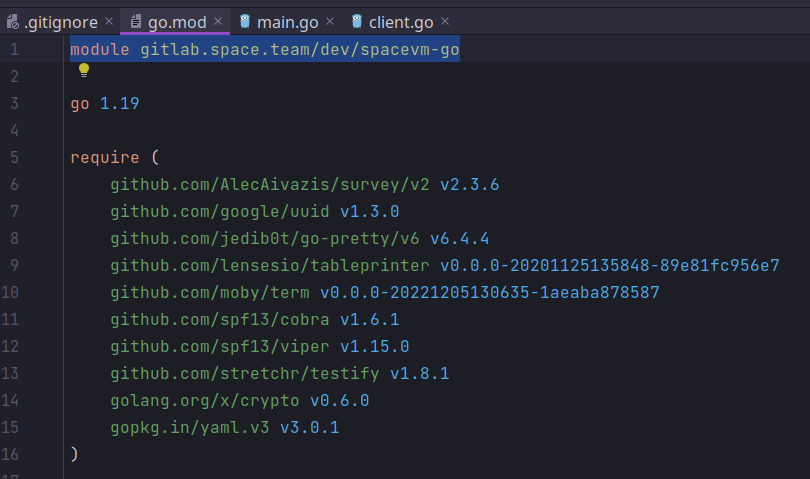 .gitignore × go.mod × main.go × client.go ×
1 module gitlab.space.team/dev/spacevm-go
2
3 go 1.19
4
5 require (
6 github.com/AlecAivazis/survey/v2 v2.3.6
7 github.com/google/uuid v1.3.0
8 github.com/jedib0t/go-pretty/v6 v6.4.4
9 github.com/lensesio/tableprinter v0.0.0-20201125135848-89e81fc956e7
10 github.com/moby/term v0.0.0-20221205130635-1aeaba878587
11 github.com/spf13/cobra v1.6.1
12 github.com/spf13/viper v1.15.0
13 github.com/stretchr/testify v1.8.1
14 golang.org/x/crypto v0.6.0
15 gopkg.in/yaml.v3 v3.0.1
16 )
17